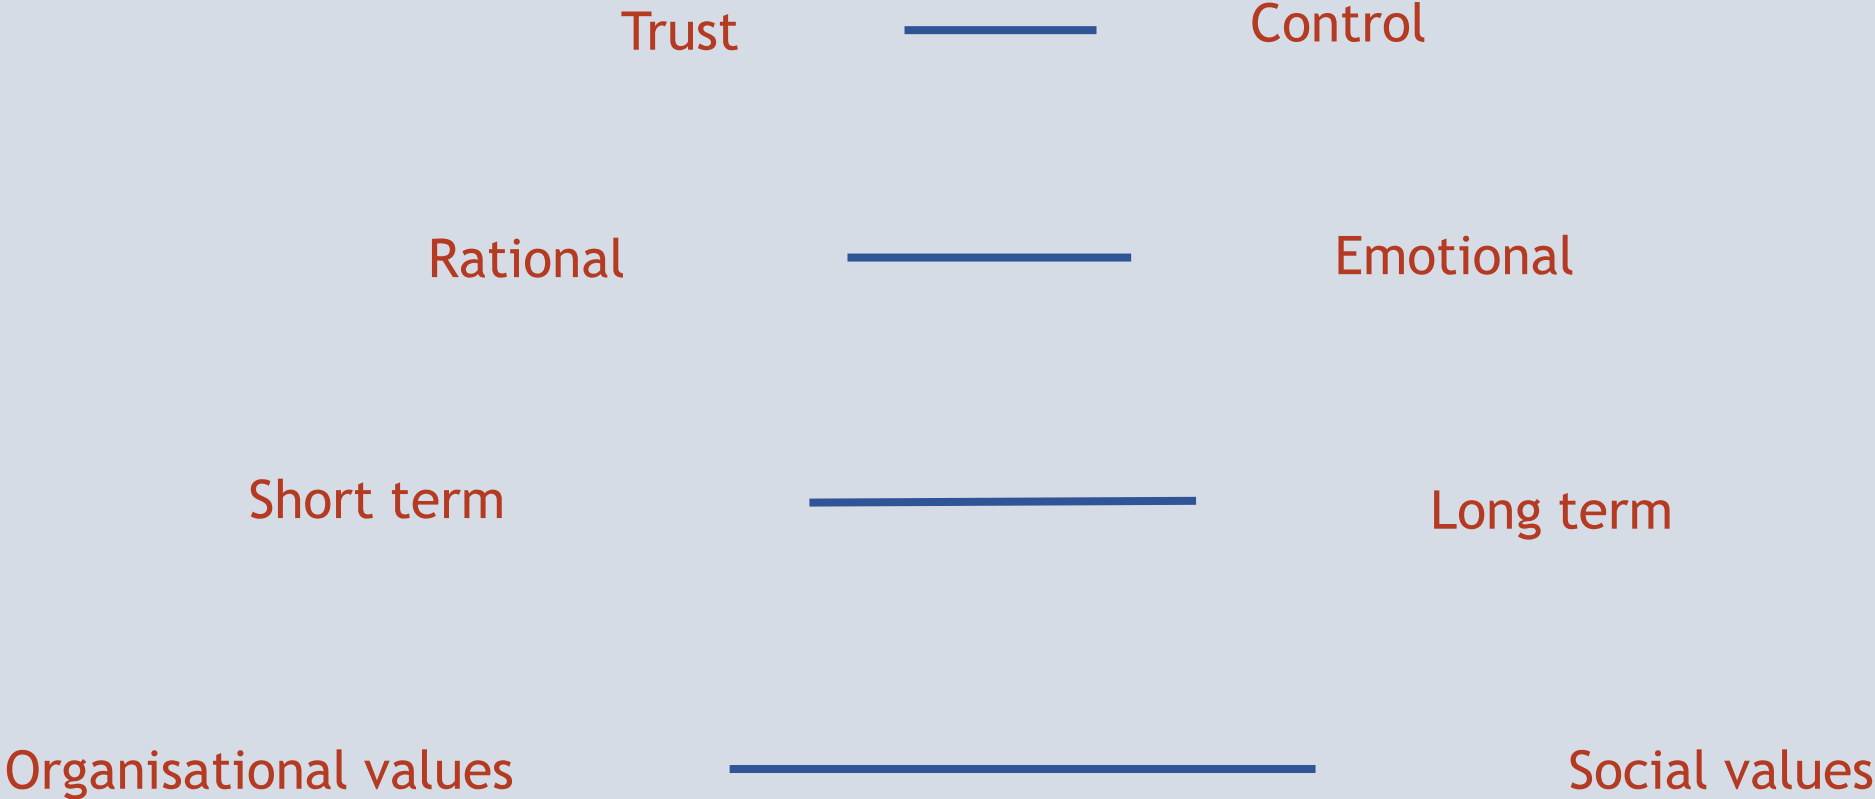 Trust Control
Rational Emotional
Short term Long term
Organisational values Social values